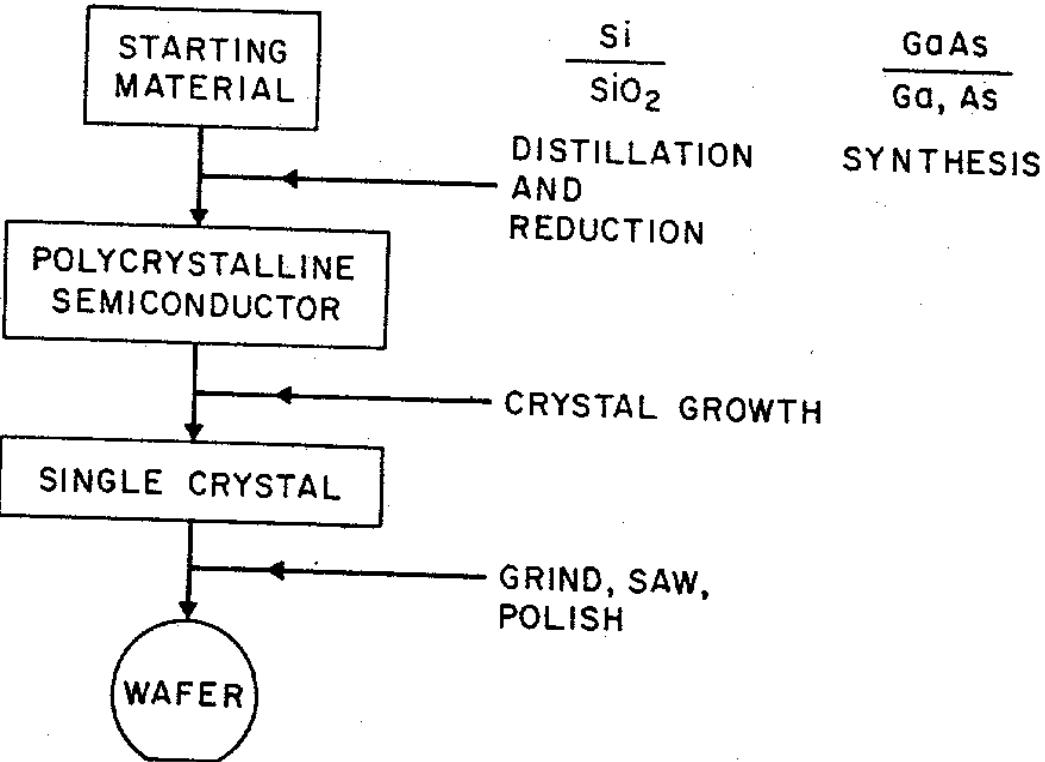 STARTING
MATERIAL
Si
SiO₂
GaAs
Ga, As
DISTILLATION
AND
REDUCTION
SYNTHESIS
POLYCRYSTALLINE
SEMICONDUCTOR
CRYSTAL GROWTH
SINGLE CRYSTAL
GRIND, SAW,
POLISH
WAFER